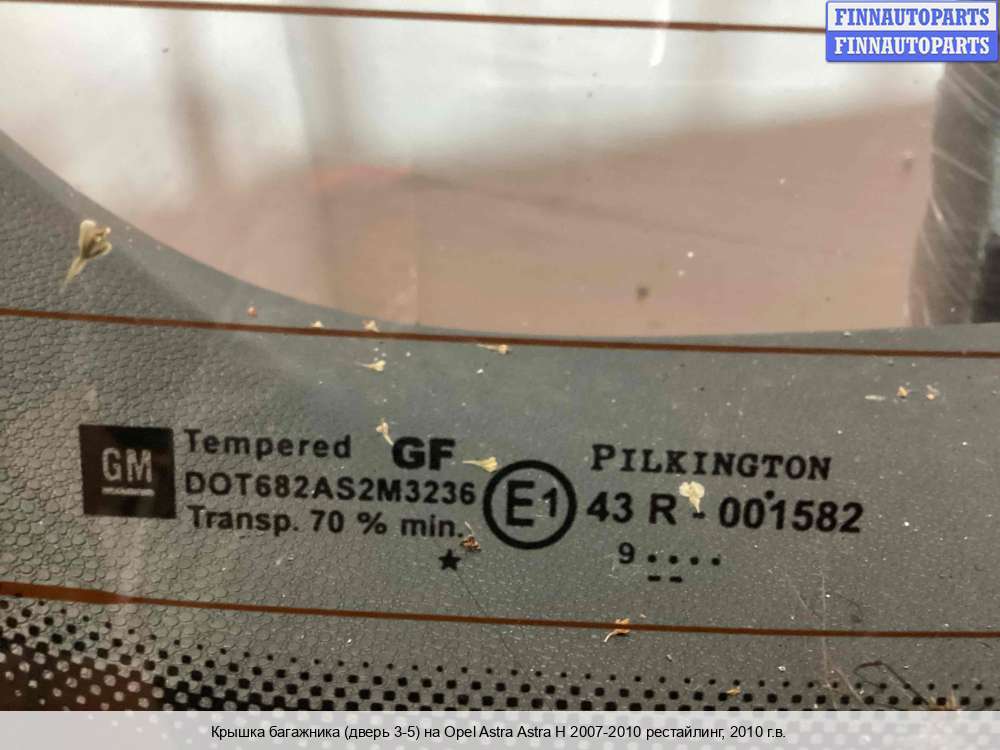 FINNAUTOPARTS
FINNAUTOPARTS
GM
Tempered GF
DOT682AS2M3236
Transp. 70 % min.
E1
PILKINGTON
43 R - 001582
9 . . . .
Крышка багажника (дверь 3-5) на Opel Astra Astra H 2007-2010 рестайлинг, 2010 г.в.